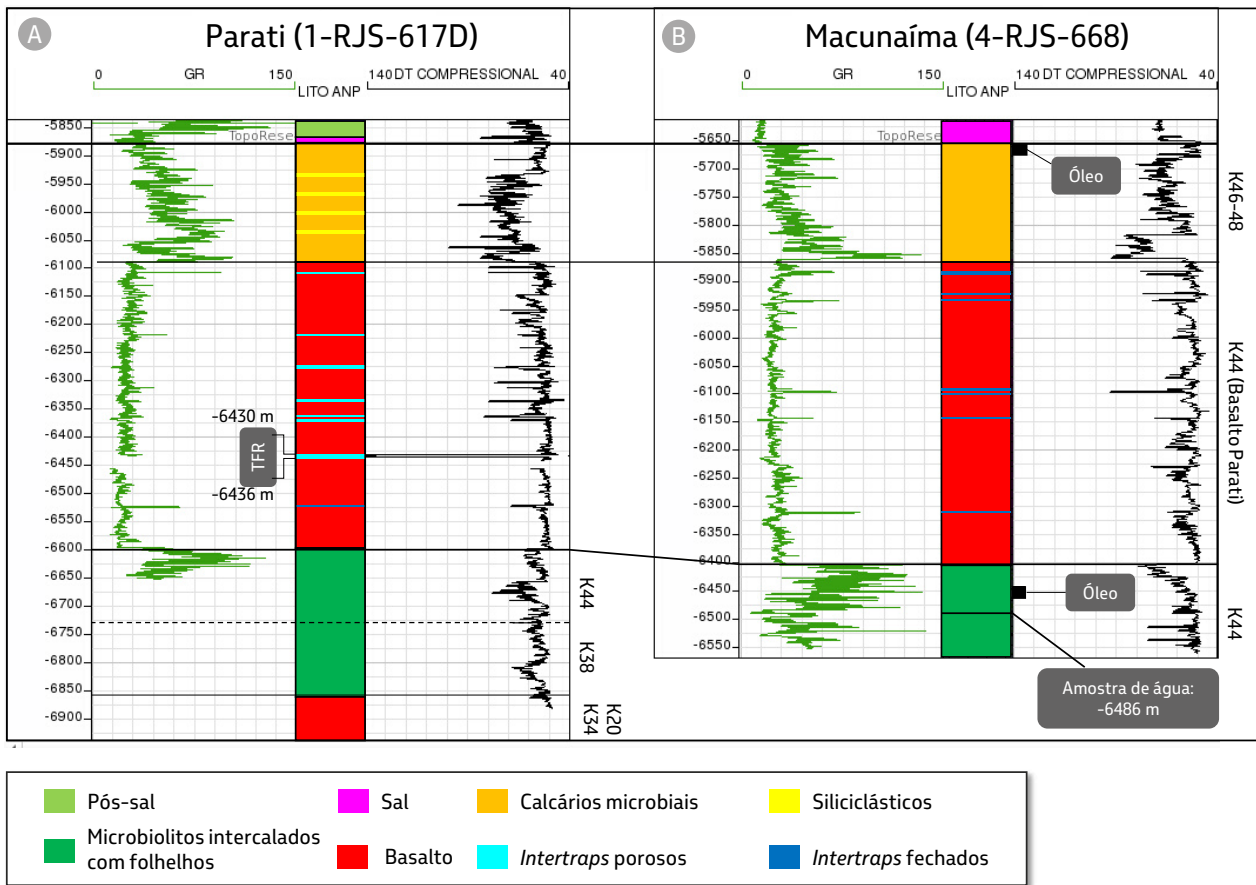 A
Parati (1-RJS-617D)
0 GR 150
LITO ANP
140 DT COMPRESSIONAL 40
TopoRese
-5850
-5900
-5950
-6000
-6050
-6100
-6150
-6200
-6250
-6300
-6350
-6400
-6450
-6500
-6550
-6600
-6650
-6700
-6750
-6800
-6850
-6900
-6430 m
TFR
-6436 m
K44
K38
K34
K20
B
Macunaíma (4-RJS-668)
0 GR 150
LITO ANP
140 DT COMPRESSIONAL 40
TopoRese
-5650
-5700
-5750
-5800
-5850
-5900
-5950
-6000
-6050
-6100
-6150
-6200
-6250
-6300
-6350
-6400
-6450
-6500
-6550
Óleo
Óleo
Amostra de água:
-6486 m
K46-48
K44 (Basalto Parati)
K44
Pós-sal
Sal
Calcários microbiais
Siliciclásticos
Microbiolitos intercalados
com folhelhos
Basalto
Intertraps porosos
Intertraps fechados